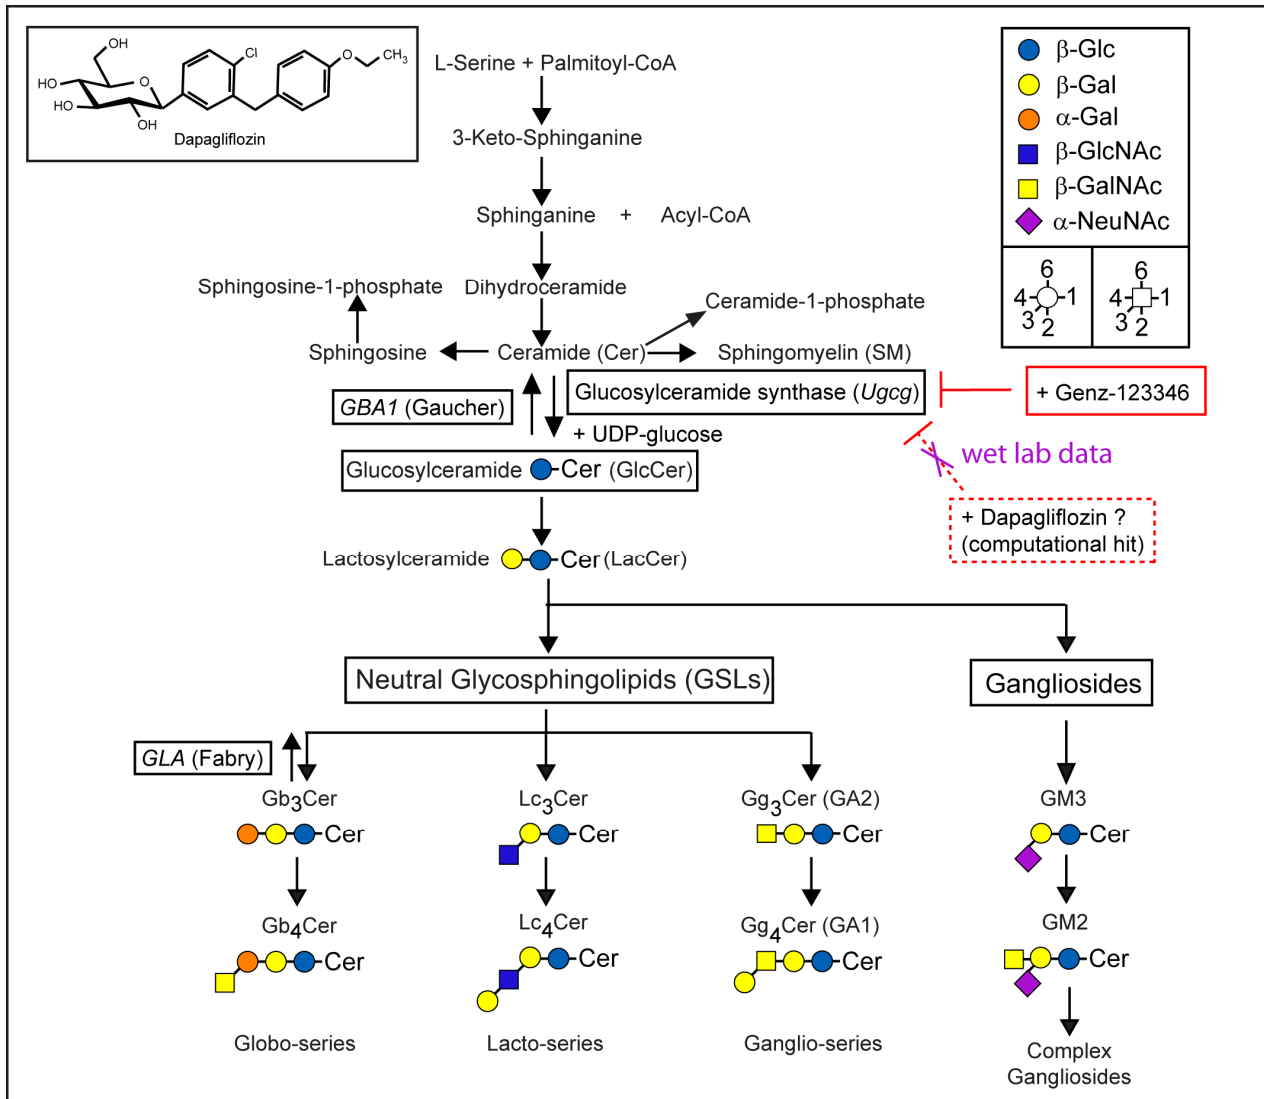 OH
Cl
O
CH3
HO
O
HO
OH
Dapagliflozin
L-Serine + Palmitoyl-CoA
3-Keto-Sphinganine
Sphinganine + Acyl-CoA
Sphingosine-1-phosphate
Dihydroceramide
Ceramide-1-phosphate
Sphingosine
Ceramide (Cer)
Sphingomyelin (SM)
GBA1 (Gaucher)
Glucosylceramide synthase (Ugcg)
+ Genz-123346
+ UDP-glucose
wet lab data
Glucosylceramide -Cer (GlcCer)
+ Dapagliflozin ?
(computational hit)
Lactosylceramide -Cer (LacCer)
β-Glc
β-Gal
α-Gal
β-GlcNAc
β-GalNAc
α-NeuNAc
6
4 1
3 2
6
4 1
3 2
Neutral Glycosphingolipids (GSLs)
Gangliosides
GLA (Fabry)
Gb3Cer
Cer
Gb4Cer
Cer
Globo-series
Lc3Cer
Cer
Lc4Cer
Cer
Lacto-series
Gg3Cer (GA2)
Cer
Gg4Cer (GA1)
Cer
Ganglio-series
GM3
Cer
GM2
Cer
Complex
Gangliosides